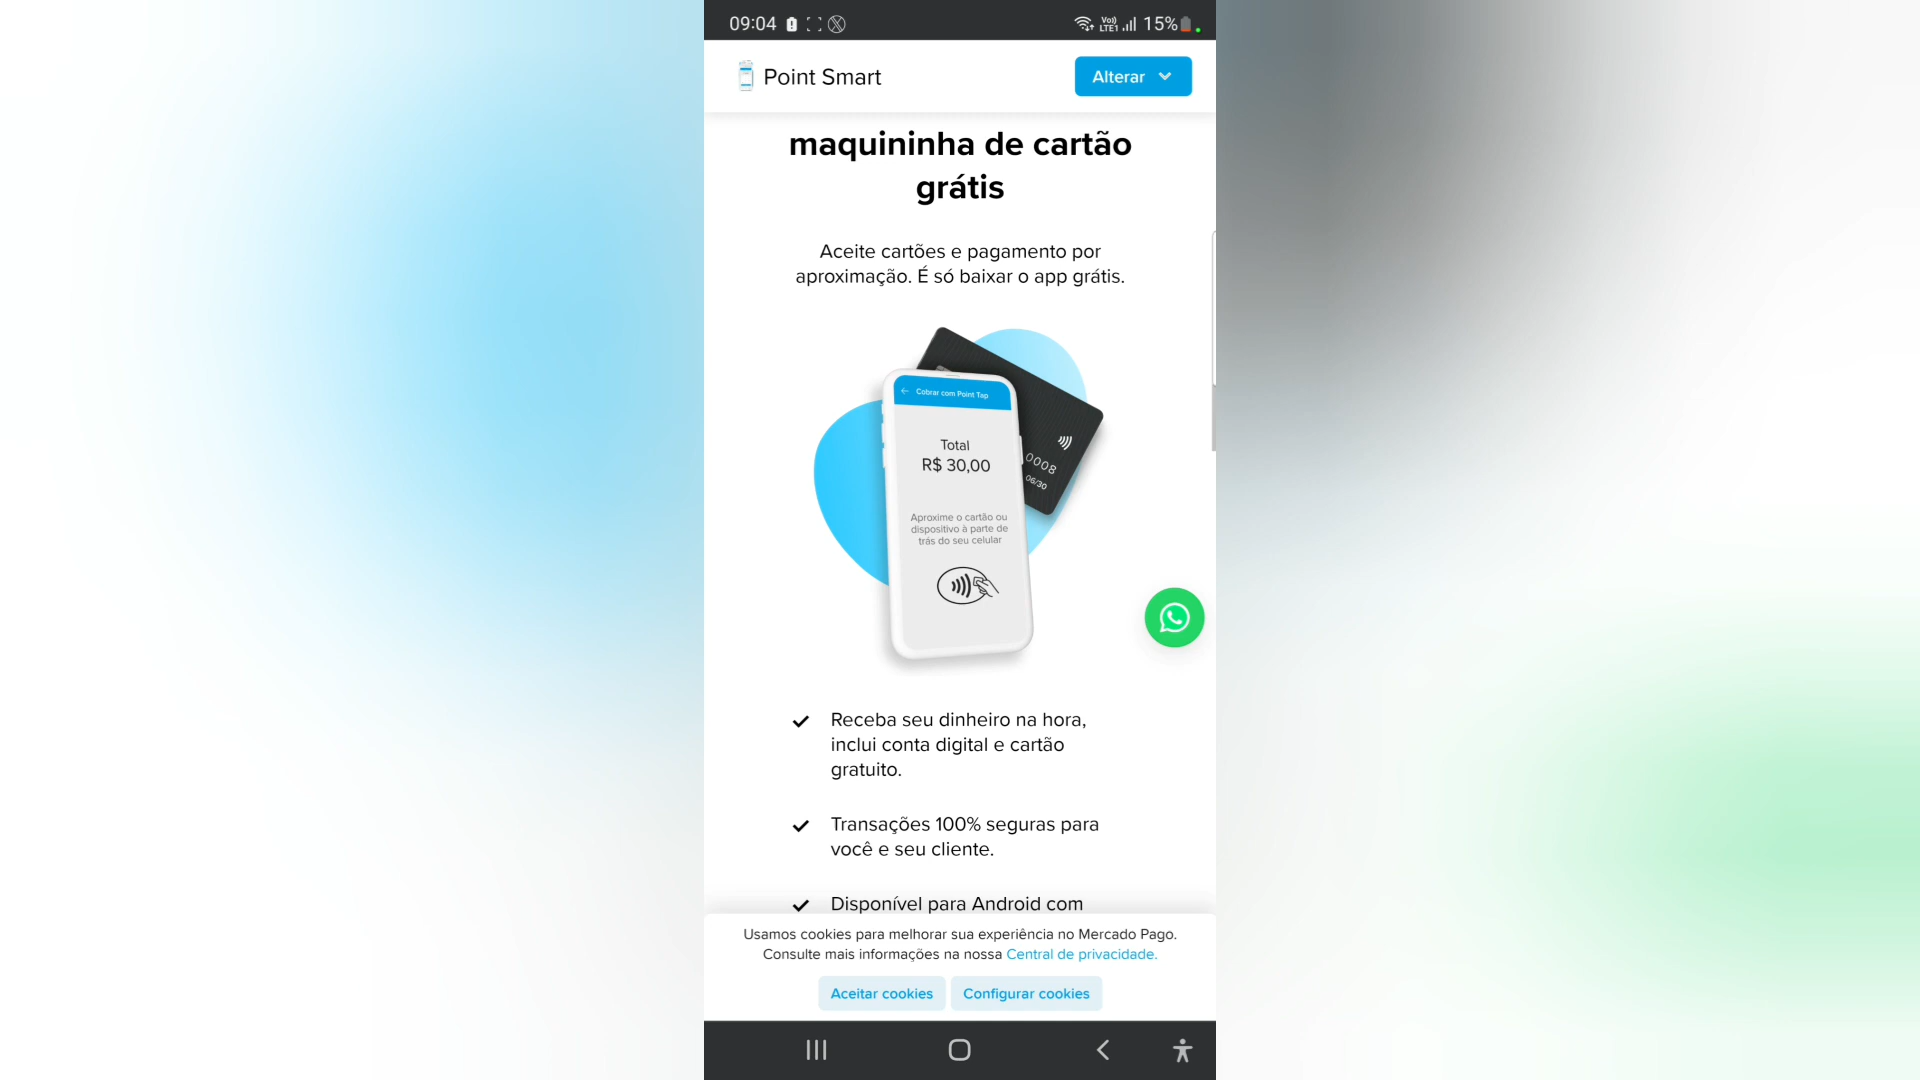 09:04
Vo)) LTE1 15%
Point Smart
Alterar
maquininha de cartão
grátis
Aceite cartões e pagamento por
aproximação. É só baixar o app grátis.
Cobrar com Point Tap
Total
R$ 30,00
0008
06/30
Aproxime o cartão ou
dispositivo à parte de
trás do seu celular
Receba seu dinheiro na hora,
inclui conta digital e cartão
gratuito.
Transações 100% seguras para
você e seu cliente.
Disponível para Android com
Usamos cookies para melhorar sua experiência no Mercado Pago.
Consulte mais informações na nossa Central de privacidade.
Aceitar cookies
Configurar cookies